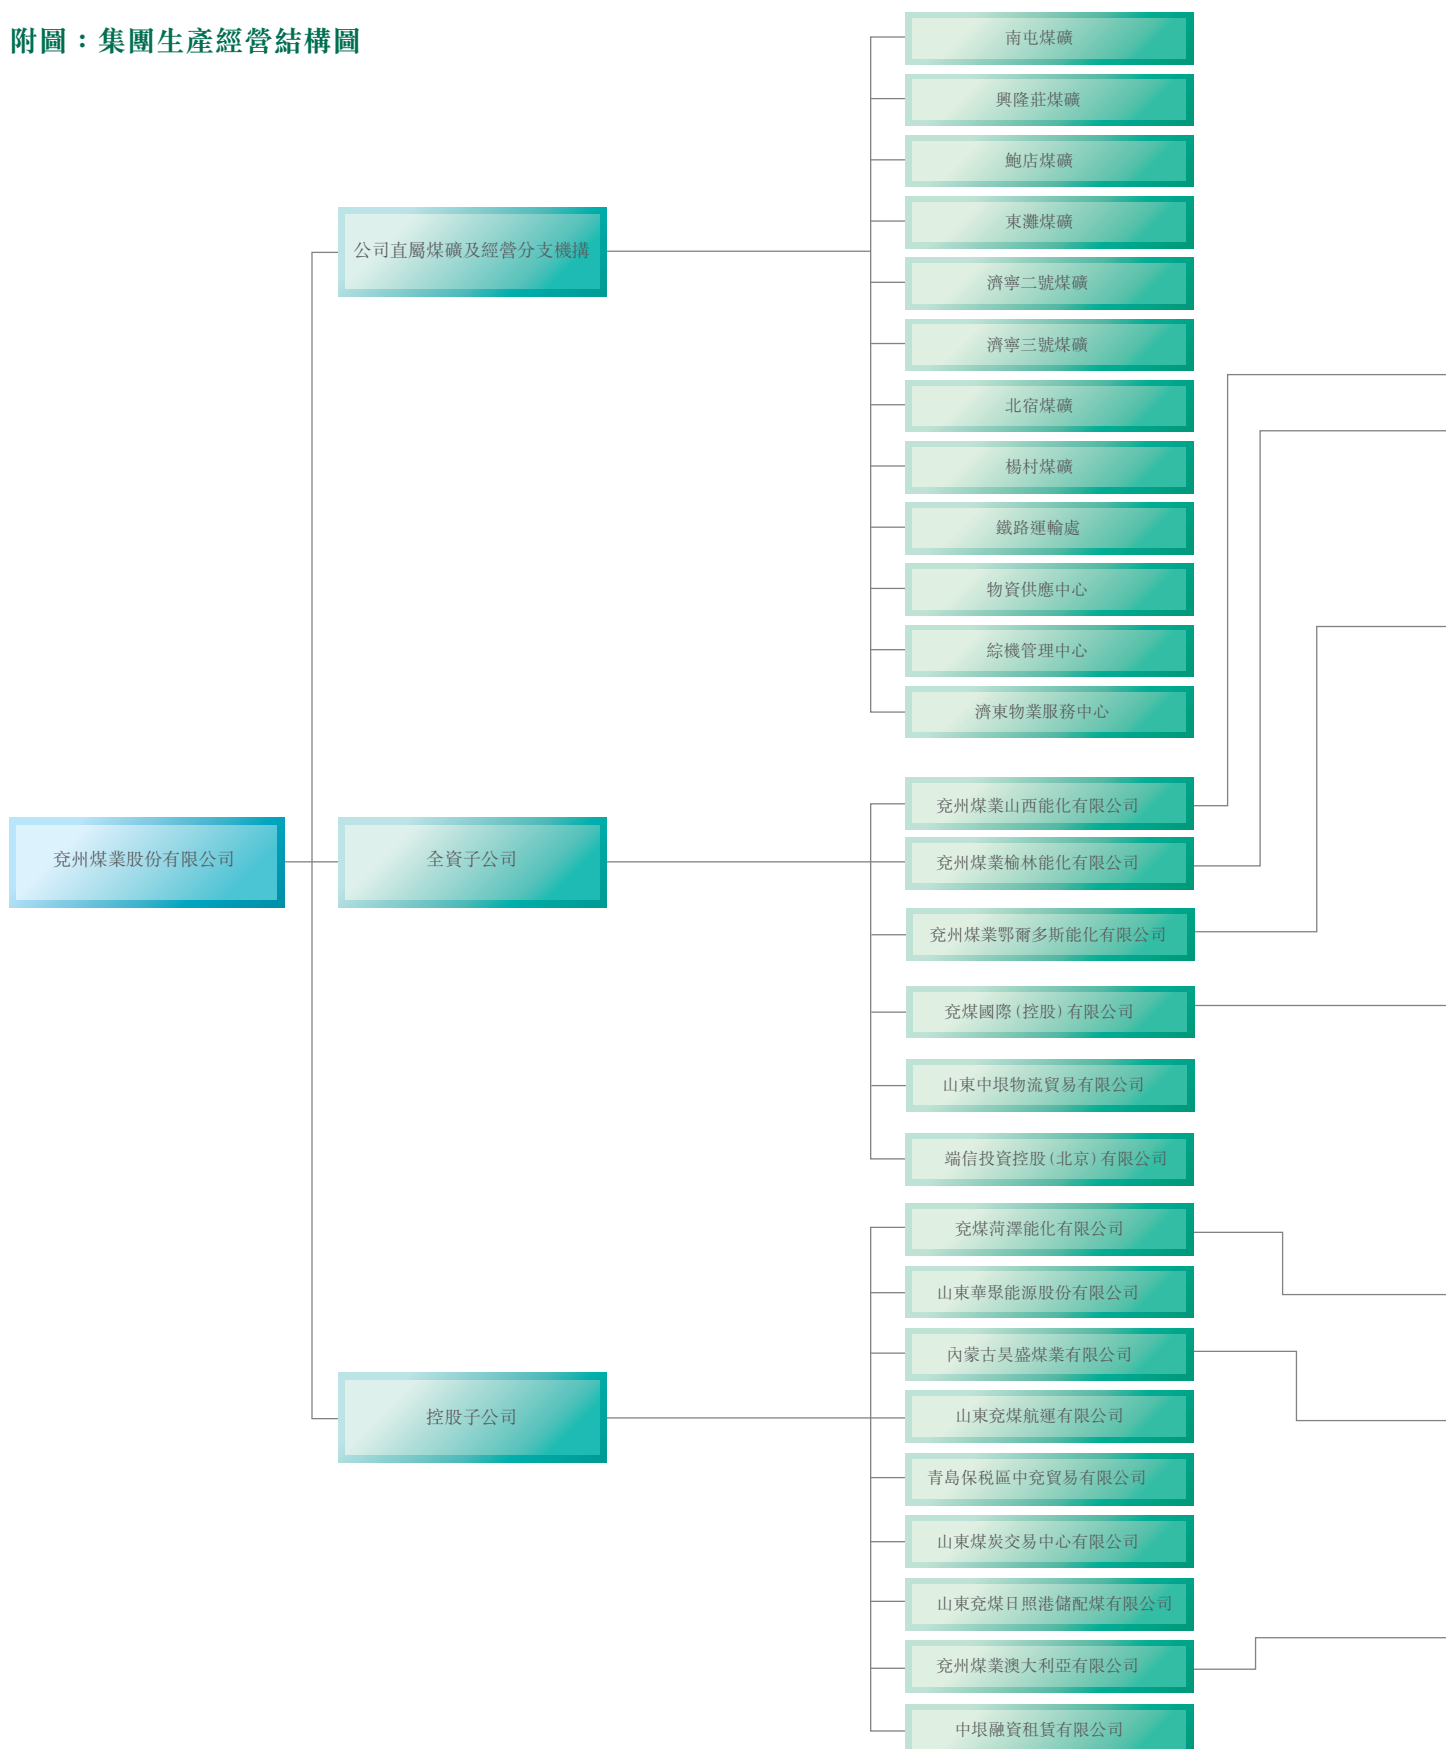 附圖：集團生產經營結構圖
兗州煤業股份有限公司
公司直屬煤礦及經營分支機搆
南屯煤礦
興隆莊煤礦
鮑店煤礦
東灘煤礦
濟寧二號煤礦
濟寧三號煤礦
北宿煤礦
楊村煤礦
鐵路運輸處
物資供應中心
綜機管理中心
濟東物業服務中心
全資子公司
兗州煤業山西能化有限公司
兗州煤業榆林能化有限公司
兗州煤業鄂爾多斯能化有限公司
兗煤國際(控股)有限公司
山東中垠物流貿易有限公司
端信投資控股(北京)有限公司
控股子公司
兗煤菏澤能化有限公司
山東華聚能源股份有限公司
內蒙古昊盛煤業有限公司
山東兗煤航運有限公司
青島保税區中兗貿易有限公司
山東煤炭交易中心有限公司
山東兗煤日照港儲配煤有限公司
兗州煤業澳大利亞有限公司
中垠融資租賃有限公司